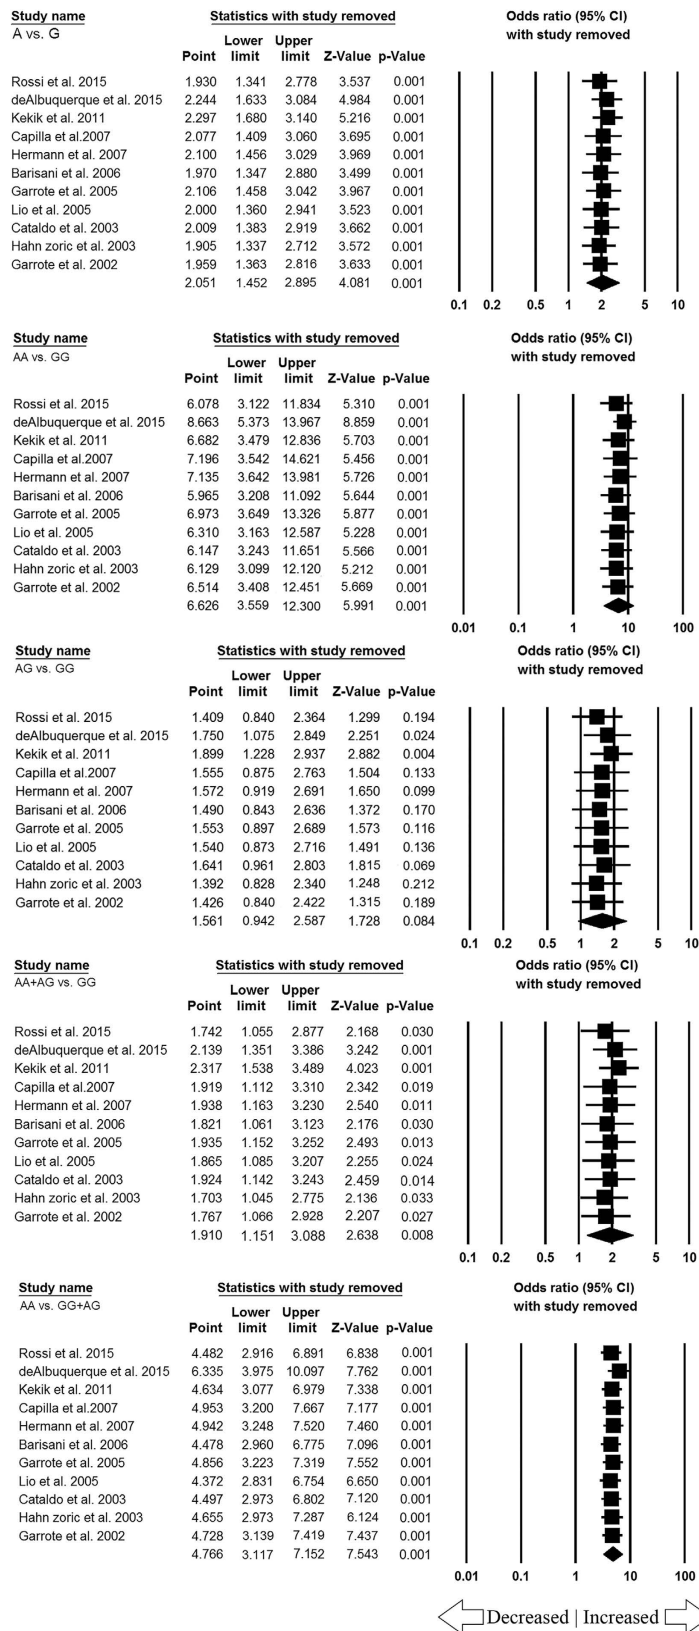 Study name Statistics with study removed Odds ratio (95% CI)
A vs. G with study removed
Lower Upper
Point limit limit Z-Value p-Value
Rossi et al. 2015 1.930 1.341 2.778 3.537 0.001
deAlbuquerque et al. 2015 2.244 1.633 3.084 4.984 0.001
Kekik et al. 2011 2.297 1.680 3.140 5.216 0.001
Capilla et al.2007 2.077 1.409 3.060 3.695 0.001
Hermann et al. 2007 2.100 1.456 3.029 3.969 0.001
Barisani et al. 2006 1.970 1.347 2.880 3.499 0.001
Garrote et al. 2005 2.106 1.458 3.042 3.967 0.001
Lio et al. 2005 2.000 1.360 2.941 3.523 0.001
Cataldo et al. 2003 2.009 1.383 2.919 3.662 0.001
Hahn zoric et al. 2003 1.905 1.337 2.712 3.572 0.001
Garrote et al. 2002 1.959 1.363 2.816 3.633 0.001
2.051 1.452 2.895 4.081 0.001
0.1 0.2 0.5 1 2 5 10
Study name Statistics with study removed Odds ratio (95% CI)
AA vs. GG with study removed
Lower Upper
Point limit limit Z-Value p-Value
Rossi et al. 2015 6.078 3.122 11.834 5.310 0.001
deAlbuquerque et al. 2015 8.663 5.373 13.967 8.859 0.001
Kekik et al. 2011 6.682 3.479 12.836 5.703 0.001
Capilla et al.2007 7.196 3.542 14.621 5.456 0.001
Hermann et al. 2007 7.135 3.642 13.981 5.726 0.001
Barisani et al. 2006 5.965 3.208 11.092 5.644 0.001
Garrote et al. 2005 6.973 3.649 13.326 5.877 0.001
Lio et al. 2005 6.310 3.163 12.587 5.228 0.001
Cataldo et al. 2003 6.147 3.243 11.651 5.566 0.001
Hahn zoric et al. 2003 6.129 3.099 12.120 5.212 0.001
Garrote et al. 2002 6.514 3.408 12.451 5.669 0.001
6.626 3.559 12.300 5.991 0.001
0.01 0.1 1 10 100
Study name Statistics with study removed Odds ratio (95% CI)
AG vs. GG with study removed
Lower Upper
Point limit limit Z-Value p-Value
Rossi et al. 2015 1.409 0.840 2.364 1.299 0.194
deAlbuquerque et al. 2015 1.750 1.075 2.849 2.251 0.024
Kekik et al. 2011 1.899 1.228 2.937 2.882 0.004
Capilla et al.2007 1.555 0.875 2.763 1.504 0.133
Hermann et al. 2007 1.572 0.919 2.691 1.650 0.099
Barisani et al. 2006 1.490 0.843 2.636 1.372 0.170
Garrote et al. 2005 1.553 0.897 2.689 1.573 0.116
Lio et al. 2005 1.540 0.873 2.716 1.491 0.136
Cataldo et al. 2003 1.641 0.961 2.803 1.815 0.069
Hahn zoric et al. 2003 1.392 0.828 2.340 1.248 0.212
Garrote et al. 2002 1.426 0.840 2.422 1.315 0.189
1.561 0.942 2.587 1.728 0.084
0.1 0.2 0.5 1 2 5 10
Study name Statistics with study removed Odds ratio (95% CI)
AA+AG vs. GG with study removed
Lower Upper
Point limit limit Z-Value p-Value
Rossi et al. 2015 1.742 1.055 2.877 2.168 0.030
deAlbuquerque et al. 2015 2.139 1.351 3.386 3.242 0.001
Kekik et al. 2011 2.317 1.538 3.489 4.023 0.001
Capilla et al.2007 1.919 1.112 3.310 2.342 0.019
Hermann et al. 2007 1.938 1.163 3.230 2.540 0.011
Barisani et al. 2006 1.821 1.061 3.123 2.176 0.030
Garrote et al. 2005 1.935 1.152 3.252 2.493 0.013
Lio et al. 2005 1.865 1.085 3.207 2.255 0.024
Cataldo et al. 2003 1.924 1.142 3.243 2.459 0.014
Hahn zoric et al. 2003 1.703 1.045 2.775 2.136 0.033
Garrote et al. 2002 1.767 1.066 2.928 2.207 0.027
1.910 1.151 3.088 2.638 0.008
0.1 0.2 0.5 1 2 5 10
Study name Statistics with study removed Odds ratio (95% CI)
AA vs. GG+AG with study removed
Lower Upper
Point limit limit Z-Value p-Value
Rossi et al. 2015 4.482 2.916 6.891 6.838 0.001
deAlbuquerque et al. 2015 6.335 3.975 10.097 7.762 0.001
Kekik et al. 2011 4.634 3.077 6.979 7.338 0.001
Capilla et al.2007 4.953 3.200 7.667 7.177 0.001
Hermann et al. 2007 4.942 3.248 7.520 7.460 0.001
Barisani et al. 2006 4.478 2.960 6.775 7.096 0.001
Garrote et al. 2005 4.856 3.223 7.319 7.552 0.001
Lio et al. 2005 4.372 2.831 6.754 6.650 0.001
Cataldo et al. 2003 4.497 2.973 6.802 7.120 0.001
Hahn zoric et al. 2003 4.655 2.973 7.287 6.124 0.001
Garrote et al. 2002 4.728 3.139 7.419 7.437 0.001
4.766 3.117 7.152 7.543 0.001
0.01 0.1 1 10 100
Decreased | Increased